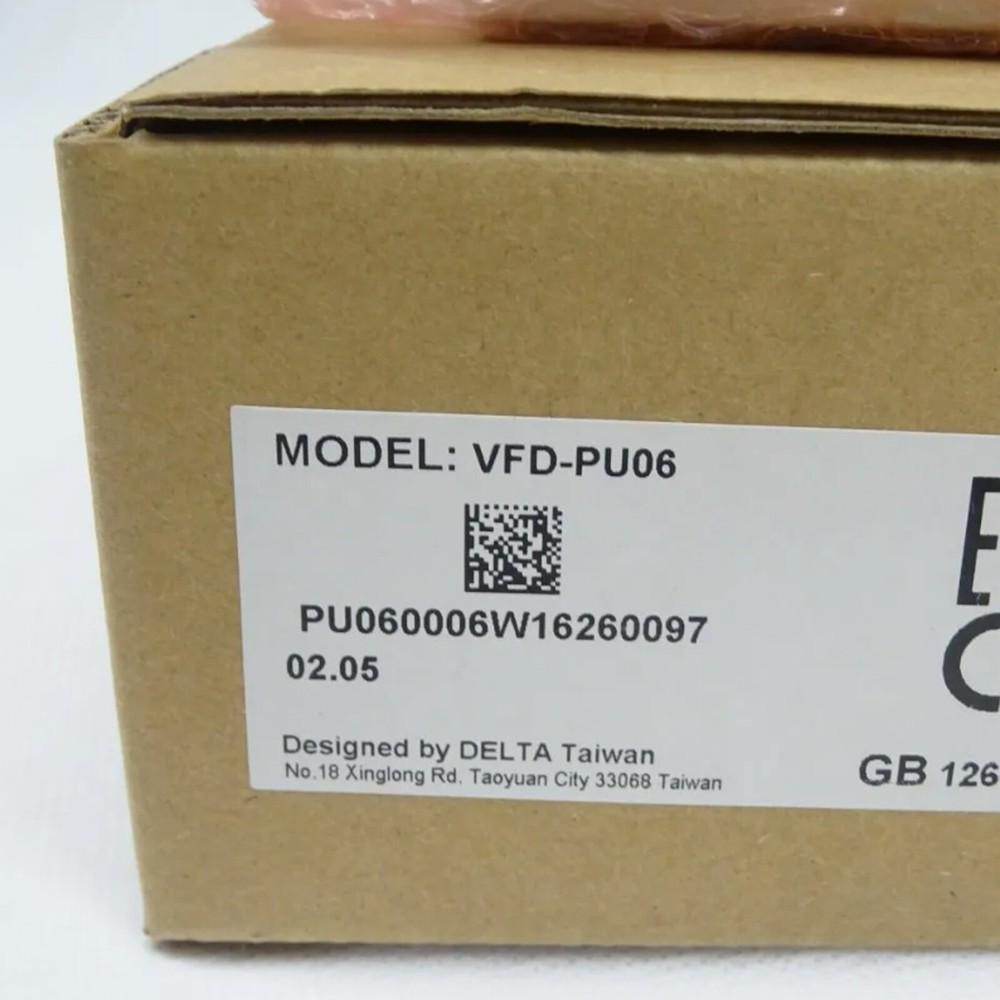 MODEL: VFD-PU06
PU060006W16260097
02.05
Designed by DELTA Taiwan
No.18 Xinglong Rd. Taoyuan City 33068 Taiwan
GB 126